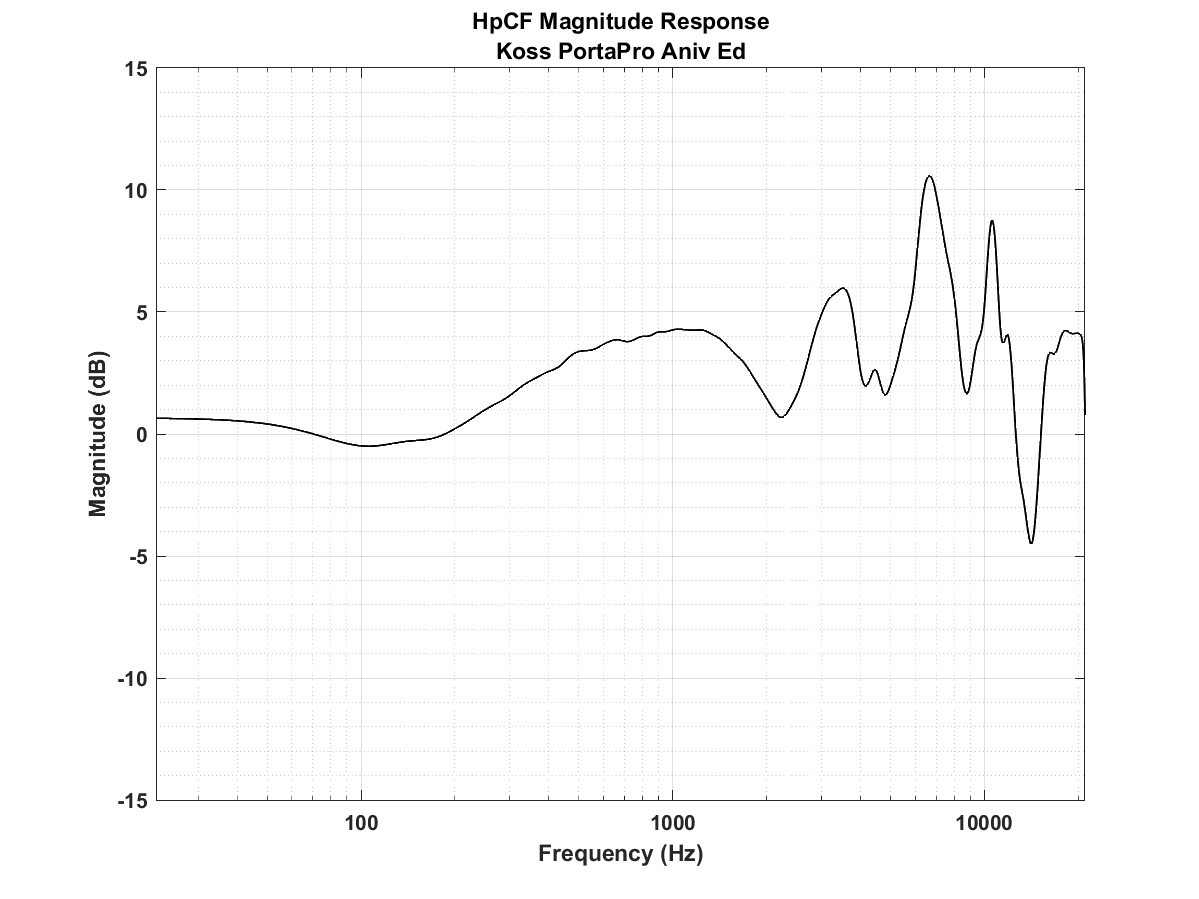 HpCF Magnitude Response
Koss PortaPro Aniv Ed
15
10
5
0
-5
-10
-15
Magnitude (dB)
100
1000
10000
Frequency (Hz)